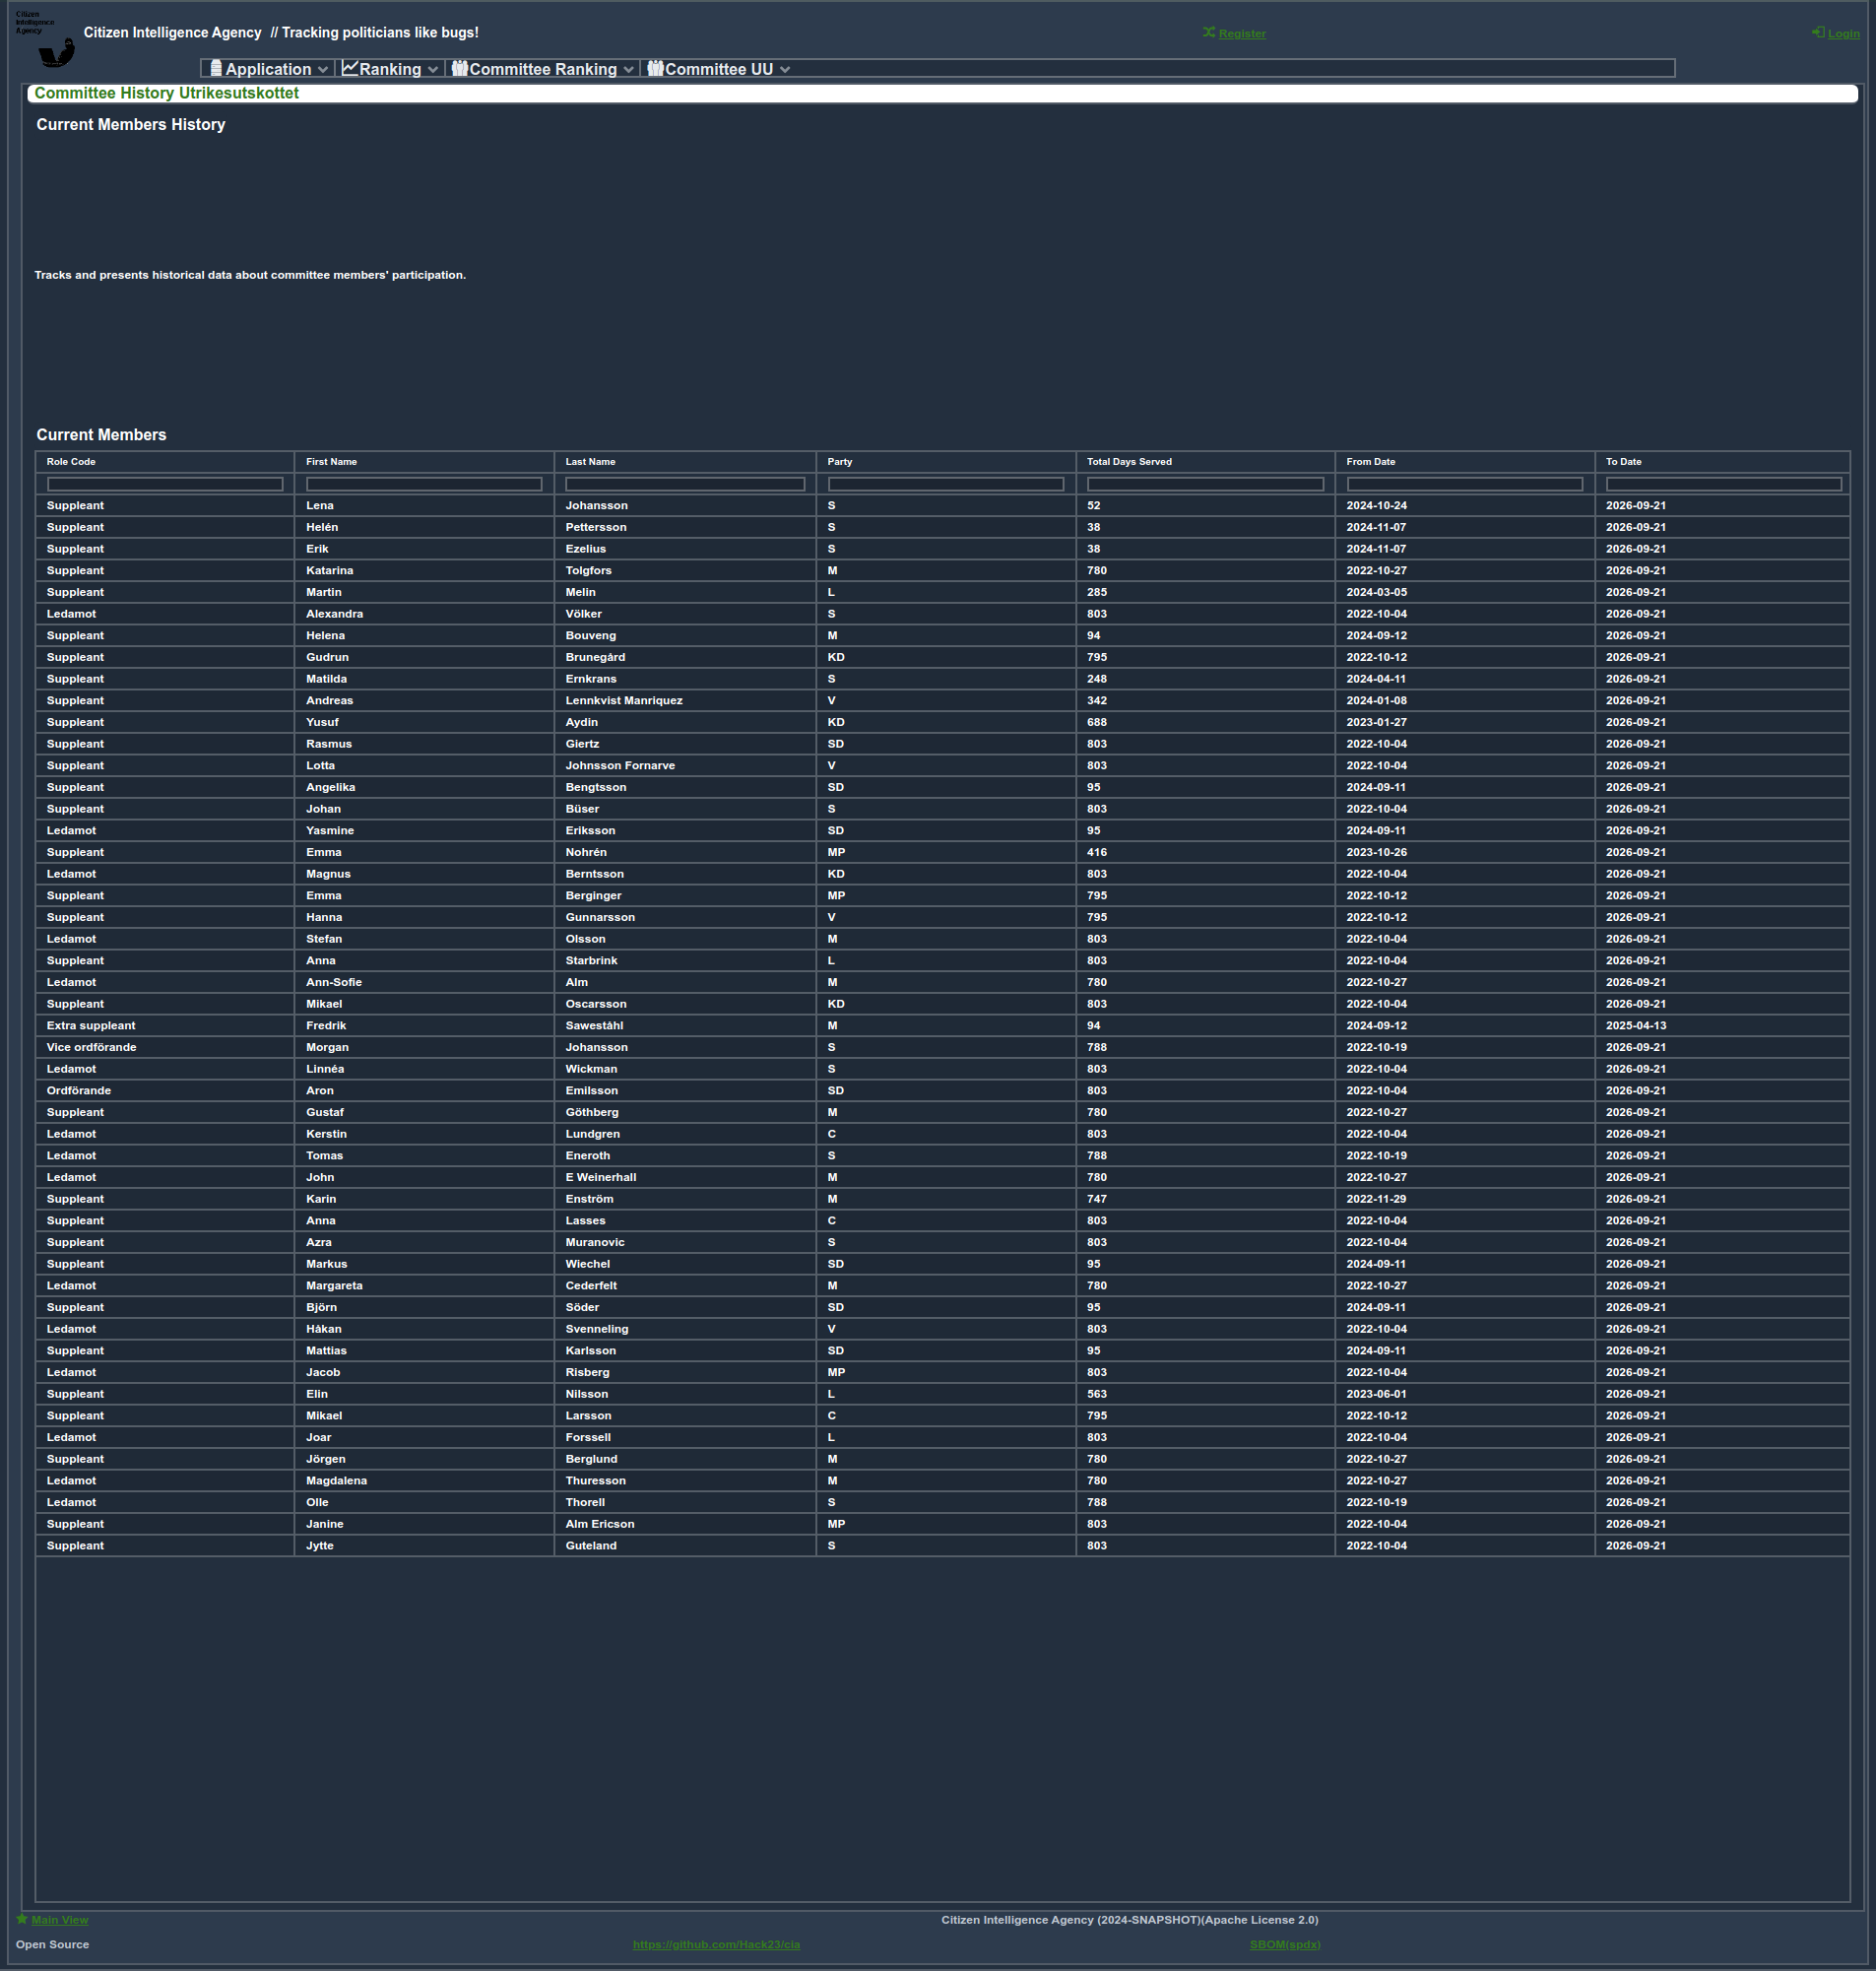 Citizen
Intelligence
Agency
Citizen Intelligence Agency // Tracking politicians like bugs!
Register
Login
Application Ranking Committee Ranking Committee UU
Committee History Utrikesutskottet
Current Members History
Tracks and presents historical data about committee members' participation.
Current Members
Role Code First Name Last Name Party Total Days Served From Date To Date
Suppleant Lena Johansson S 52 2024-10-24 2026-09-21
Suppleant Helén Pettersson S 38 2024-11-07 2026-09-21
Suppleant Erik Ezelius S 38 2024-11-07 2026-09-21
Suppleant Katarina Tolgfors M 780 2022-10-27 2026-09-21
Suppleant Martin Melin L 285 2024-03-05 2026-09-21
Ledamot Alexandra Völker S 803 2022-10-04 2026-09-21
Suppleant Helena Bouveng M 94 2024-09-12 2026-09-21
Suppleant Gudrun Brunegård KD 795 2022-10-12 2026-09-21
Suppleant Matilda Ernkrans S 248 2024-04-11 2026-09-21
Suppleant Andreas Lennkvist Manriquez V 342 2024-01-08 2026-09-21
Suppleant Yusuf Aydin KD 688 2023-01-27 2026-09-21
Suppleant Rasmus Giertz SD 803 2022-10-04 2026-09-21
Suppleant Lotta Johnsson Fornarve V 803 2022-10-04 2026-09-21
Suppleant Angelika Bengtsson SD 95 2024-09-11 2026-09-21
Suppleant Johan Büser S 803 2022-10-04 2026-09-21
Ledamot Yasmine Eriksson SD 95 2024-09-11 2026-09-21
Suppleant Emma Nohrén MP 416 2023-10-26 2026-09-21
Ledamot Magnus Berntsson KD 803 2022-10-04 2026-09-21
Suppleant Emma Berginger MP 795 2022-10-12 2026-09-21
Suppleant Hanna Gunnarsson V 795 2022-10-12 2026-09-21
Ledamot Stefan Olsson M 803 2022-10-04 2026-09-21
Suppleant Anna Starbrink L 803 2022-10-04 2026-09-21
Ledamot Ann-Sofie Alm M 780 2022-10-27 2026-09-21
Suppleant Mikael Oscarsson KD 803 2022-10-04 2026-09-21
Extra suppleant Fredrik Saweståhl M 94 2024-09-12 2025-04-13
Vice ordförande Morgan Johansson S 788 2022-10-19 2026-09-21
Ledamot Linnéa Wickman S 803 2022-10-04 2026-09-21
Ordförande Aron Emilsson SD 803 2022-10-04 2026-09-21
Suppleant Gustaf Göthberg M 780 2022-10-27 2026-09-21
Ledamot Kerstin Lundgren C 803 2022-10-04 2026-09-21
Ledamot Tomas Eneroth S 788 2022-10-19 2026-09-21
Ledamot John E Weinerhall M 780 2022-10-27 2026-09-21
Suppleant Karin Enström M 747 2022-11-29 2026-09-21
Suppleant Anna Lasses C 803 2022-10-04 2026-09-21
Suppleant Azra Muranovic S 803 2022-10-04 2026-09-21
Suppleant Markus Wiechel SD 95 2024-09-11 2026-09-21
Ledamot Margareta Cederfelt M 780 2022-10-27 2026-09-21
Suppleant Björn Söder SD 95 2024-09-11 2026-09-21
Ledamot Håkan Svenneling V 803 2022-10-04 2026-09-21
Suppleant Mattias Karlsson SD 95 2024-09-11 2026-09-21
Ledamot Jacob Risberg MP 803 2022-10-04 2026-09-21
Suppleant Elin Nilsson L 563 2023-06-01 2026-09-21
Suppleant Mikael Larsson C 795 2022-10-12 2026-09-21
Ledamot Joar Forssell L 803 2022-10-04 2026-09-21
Suppleant Jörgen Berglund M 780 2022-10-27 2026-09-21
Ledamot Magdalena Thuresson M 780 2022-10-27 2026-09-21
Ledamot Olle Thorell S 788 2022-10-19 2026-09-21
Suppleant Janine Alm Ericson MP 803 2022-10-04 2026-09-21
Suppleant Jytte Guteland S 803 2022-10-04 2026-09-21
Main View Citizen Intelligence Agency (2024-SNAPSHOT)(Apache License 2.0)
Open Source https://github.com/Hack23/cia SBOM(spdx)